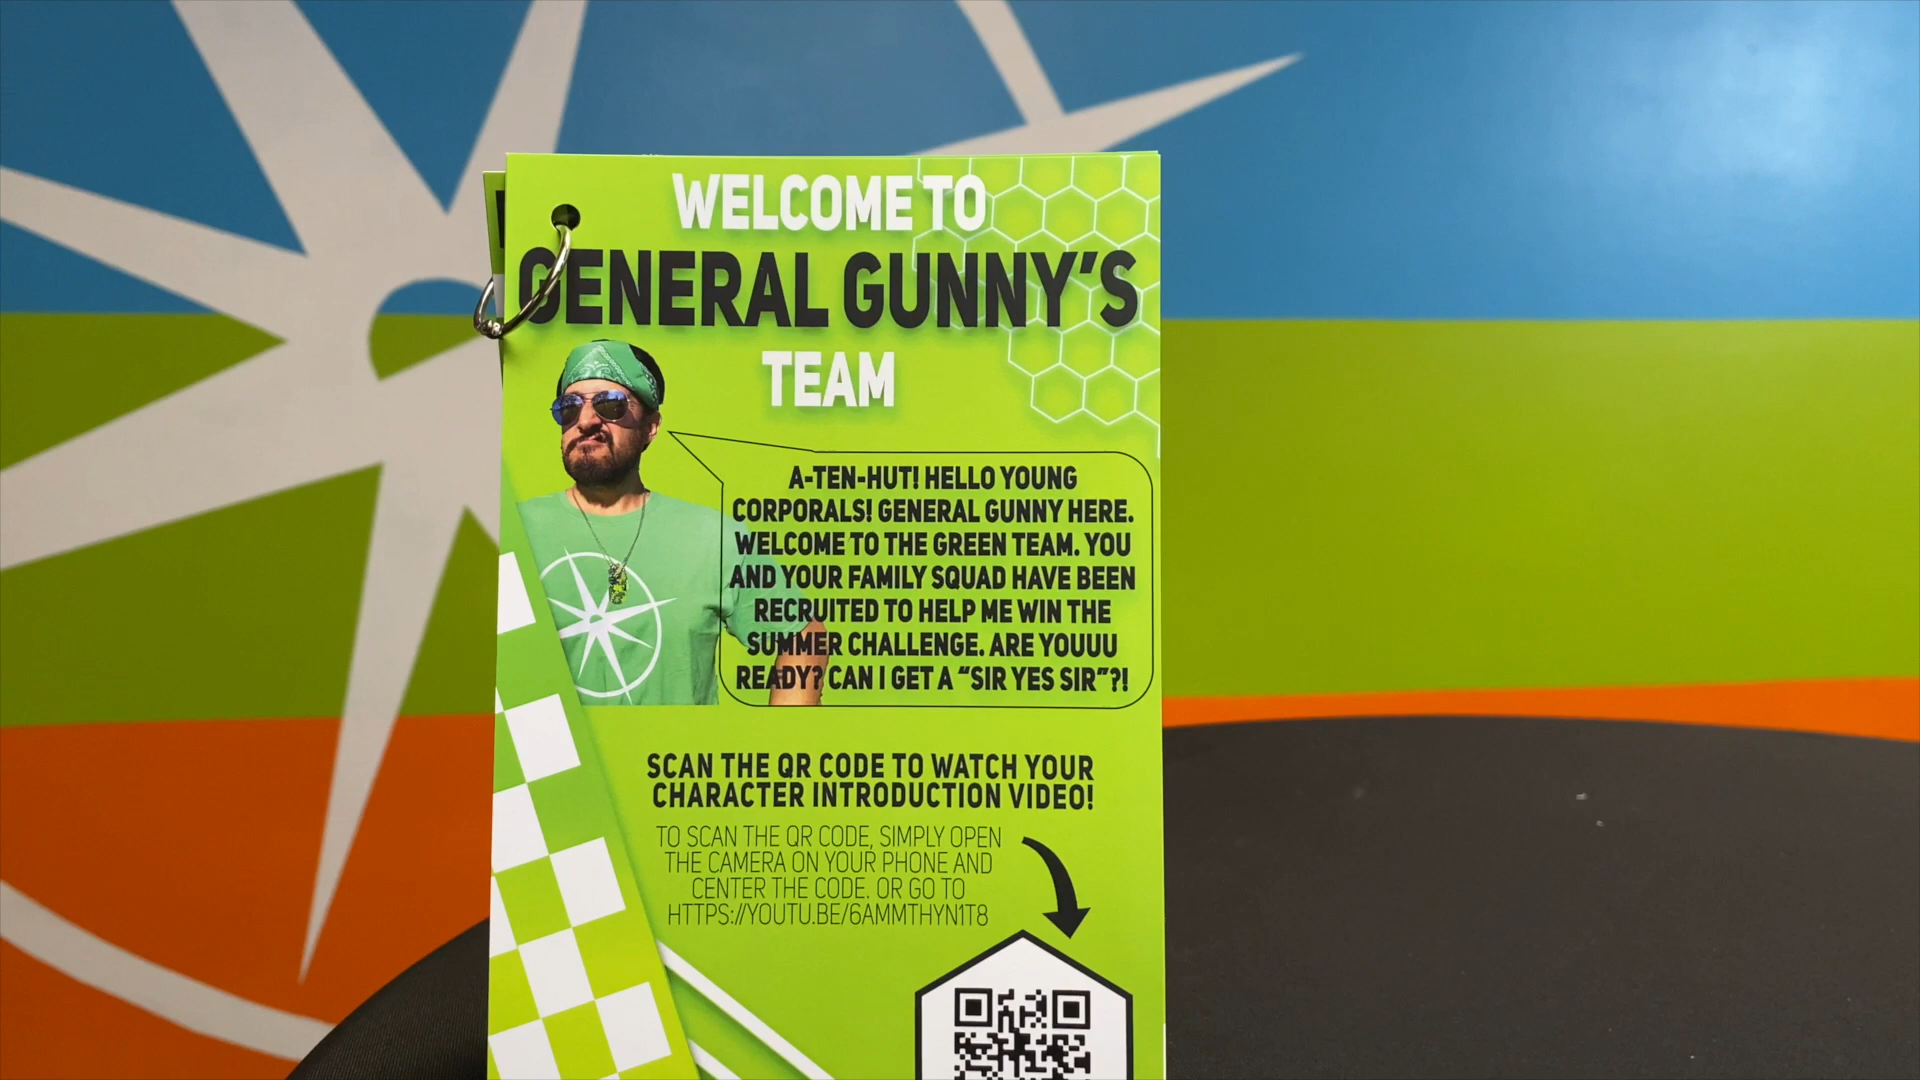 WELCOME TO
GENERAL GUNNY'S
TEAM
A-TEN-HUT! HELLO YOUNG
CORPORALS! GENERAL GUNNY HERE.
WELCOME TO THE GREEN TEAM. YOU
AND YOUR FAMILY SQUAD HAVE BEEN
RECRUITED TO HELP ME WIN THE
SUMMER CHALLENGE. ARE YOUUU
READY? CAN I GET A "SIR YES SIR"?!
SCAN THE QR CODE TO WATCH YOUR
CHARACTER INTRODUCTION VIDEO!
TO SCAN THE QR CODE, SIMPLY OPEN
THE CAMERA ON YOUR PHONE AND
CENTER THE CODE. OR GO TO
HTTPS://YOUTU.BE/6AMMTHYN1T8